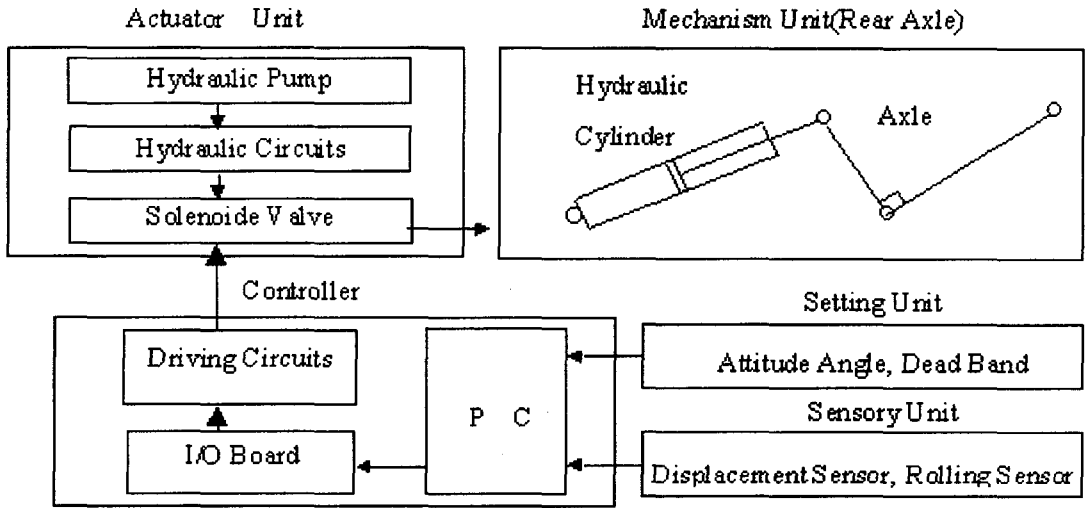 Actuator Unit
Hydraulic Pump
Hydraulic Circuits
Solenoide Valve
Mechanism Unit(Rear Axle)
Hydraulic
Cylinder
Axle
Controller
Driving Circuits
I/O Board
P C
Setting Unit
Attitude Angle, Dead Band
Sensory Unit
Displacement Sensor, Rolling Sensor